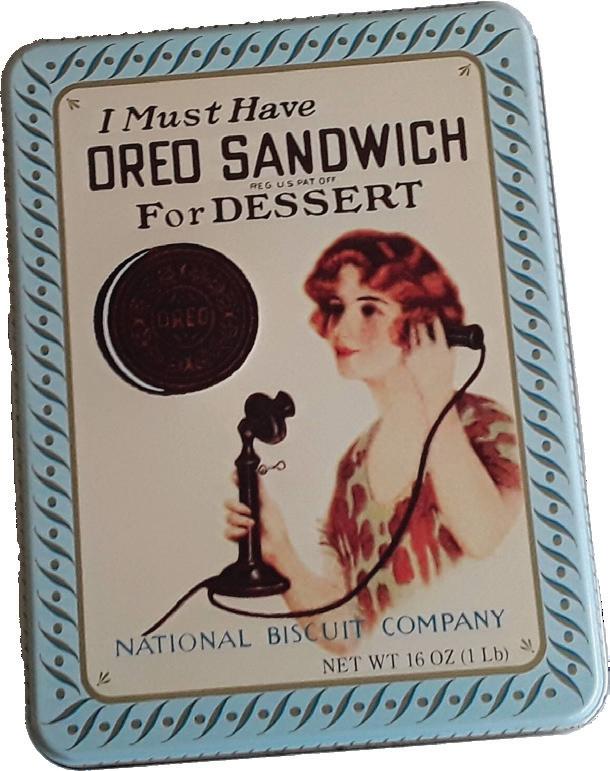 I Must Have
OREO SANDWICH
REG U.S PAT OFF
For DESSERT
OREO
NATIONAL BISCUIT COMPANY
NET WT 16 OZ (1 Lb)